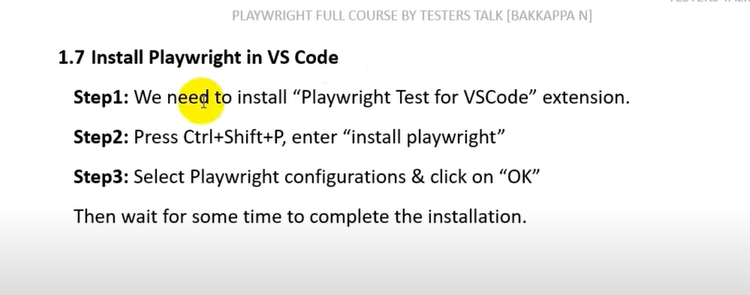 PLAYWRIGHT FULL COURSE BY TESTERS TALK [BAKKAPPA N]
1.7 Install Playwright in VS Code
Step1: We need to install “Playwright Test for VSCode” extension.
Step2: Press Ctrl+Shift+P, enter “install playwright”
Step3: Select Playwright configurations & click on “OK”
Then wait for some time to complete the installation.